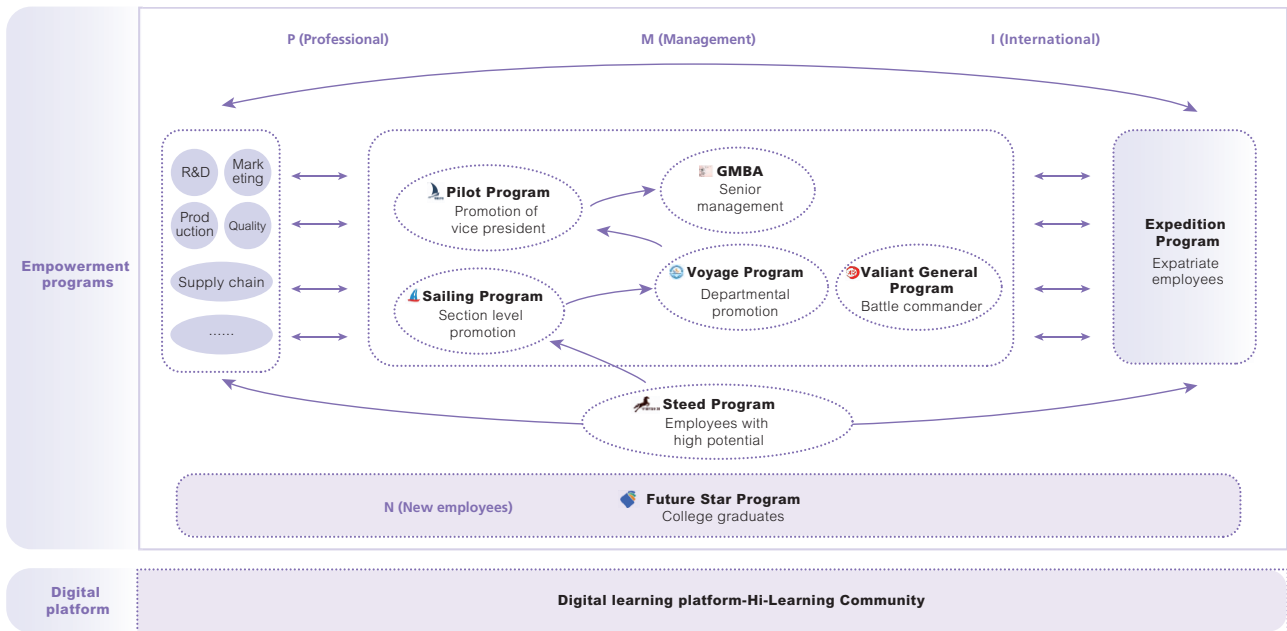 P (Professional)
M (Management)
I (International)
Empowerment
programs
R&D
Mark
eting
Prod
uction
Quality
Supply chain
......
Pilot Program
Promotion of
vice president
GMBA
Senior
management
Sailing Program
Section level
promotion
Voyage Program
Departmental
promotion
Valiant General
Program
Battle commander
Expedition
Program
Expatriate
employees
Steed Program
Employees with
high potential
N (New employees)
Future Star Program
College graduates
Digital
platform
Digital learning platform-Hi-Learning Community